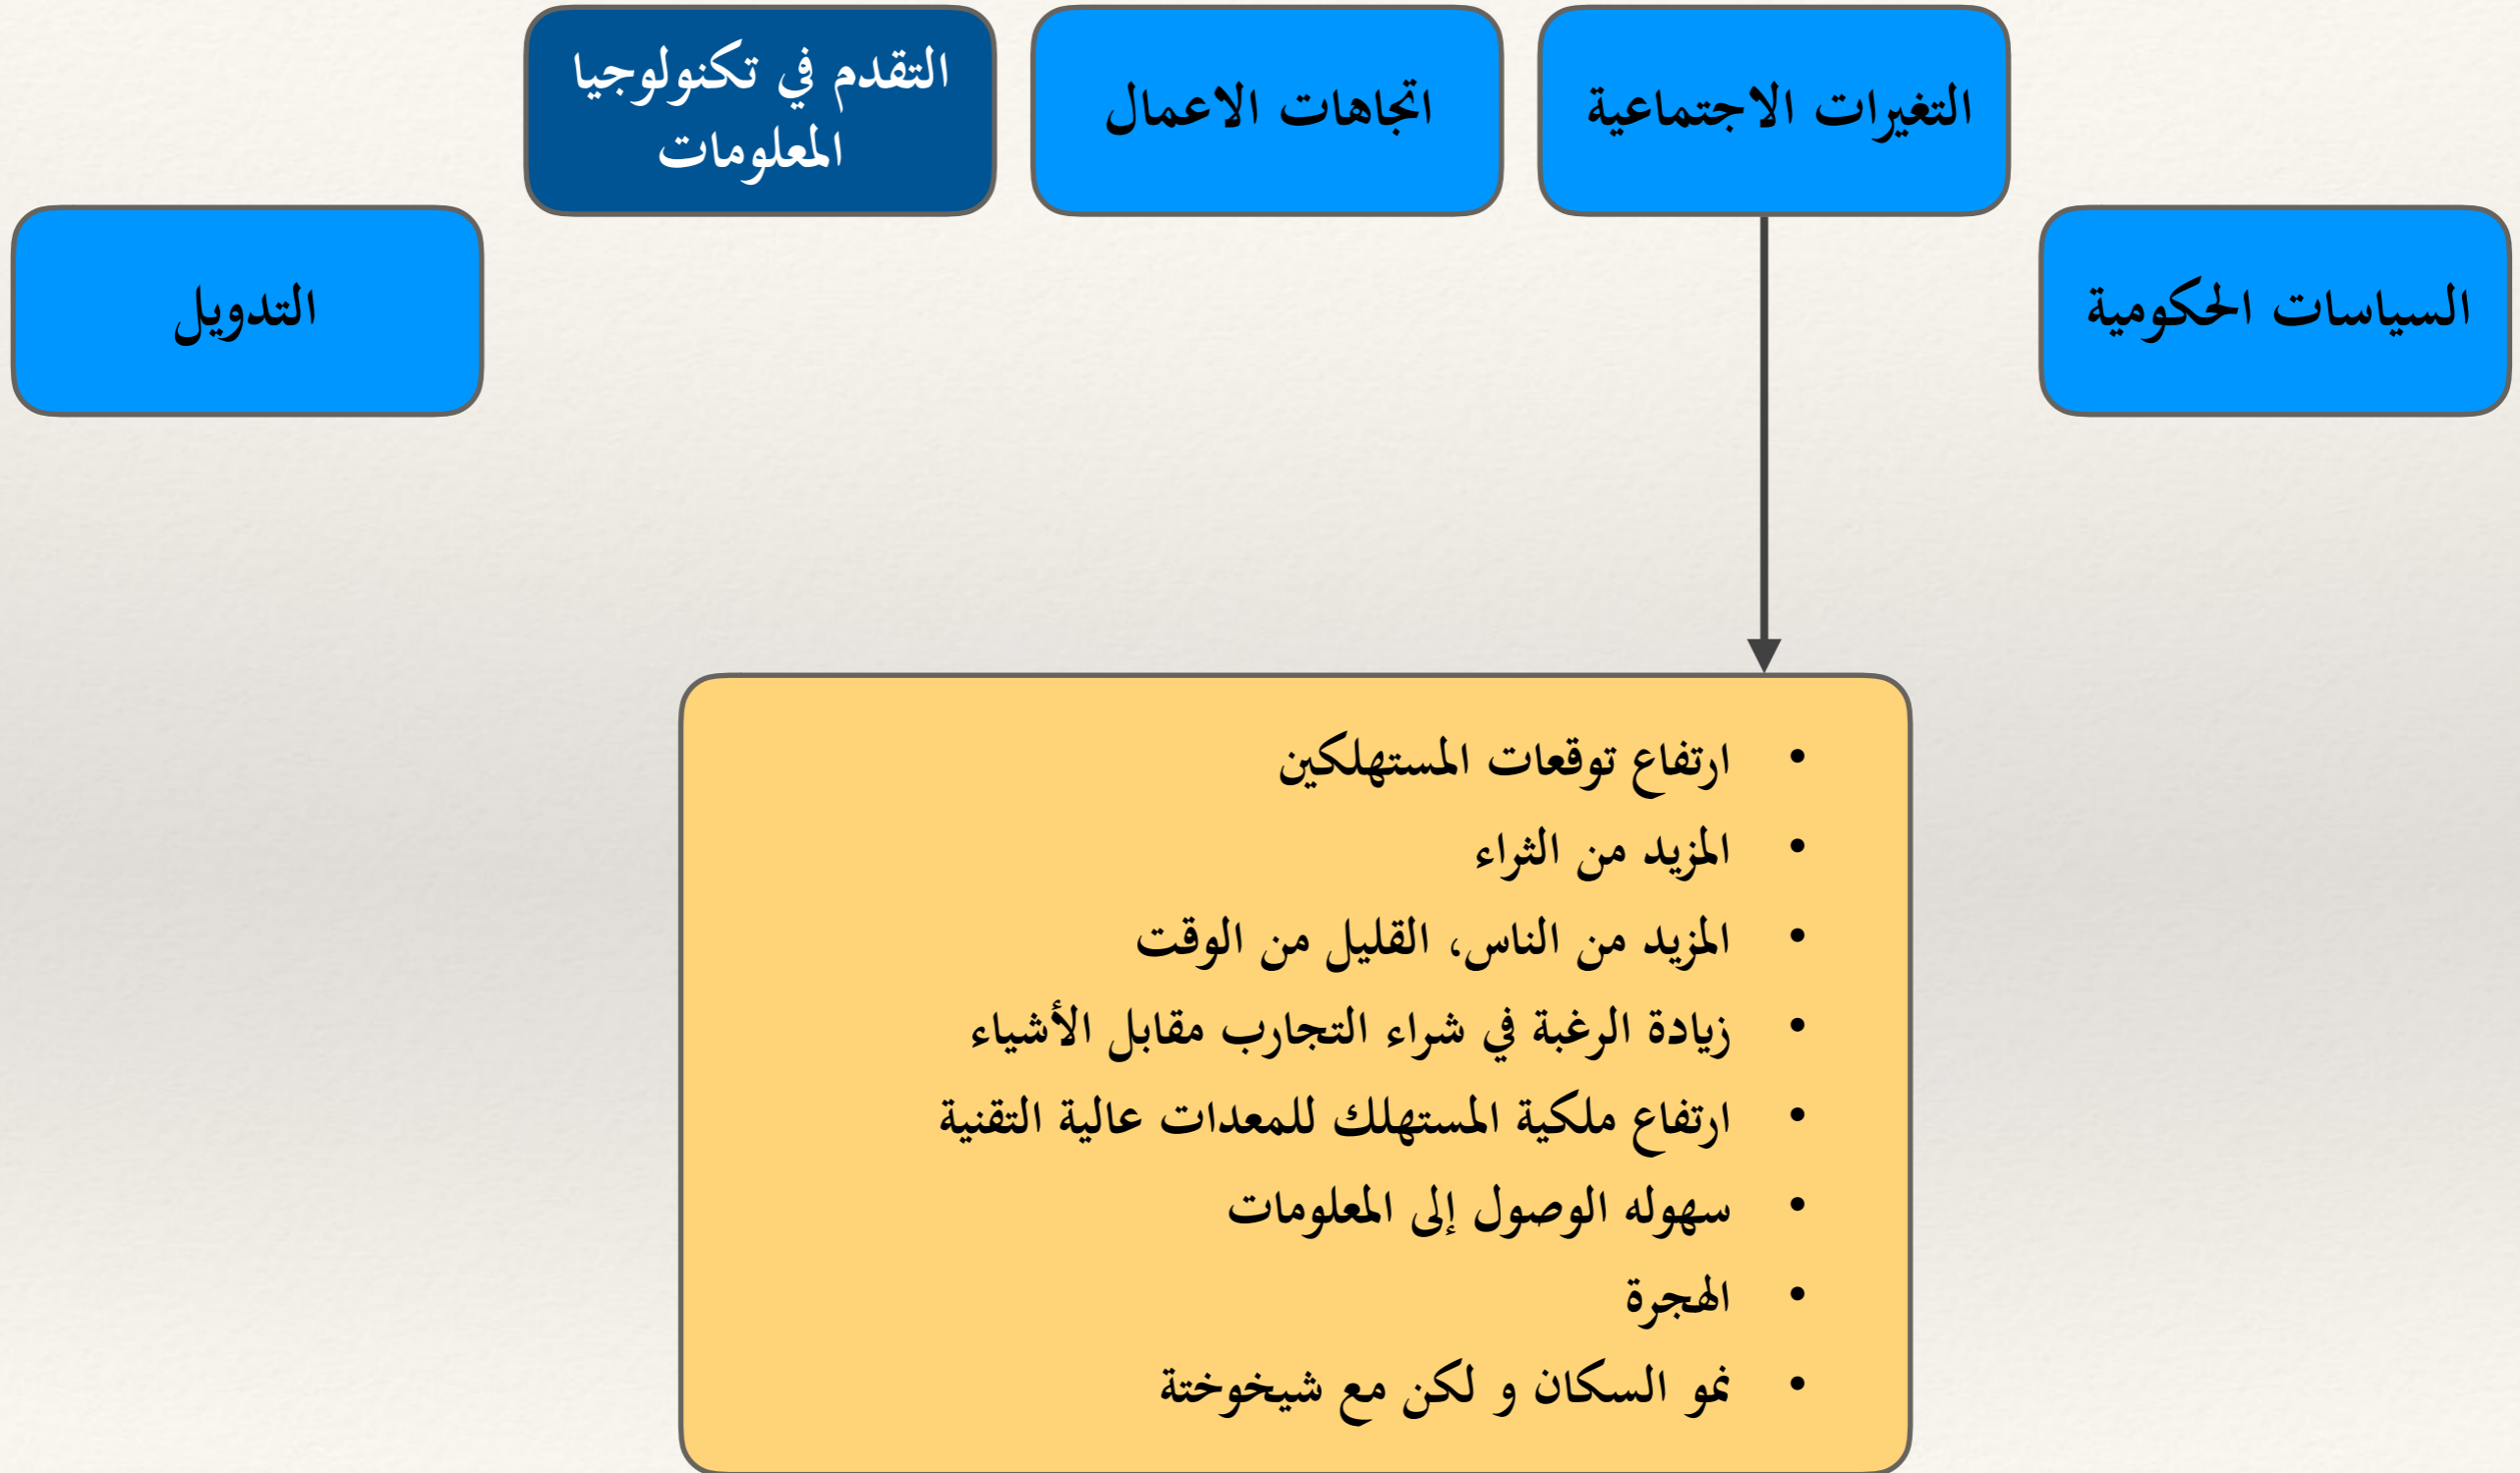 السياسات الحكومية
التغيرات الاجتماعية
اتجاهات الاعمال
التقدم في تكنولوجيا
المعلومات
التدويل
• ارتفاع توقعات المستهلكين
• المزيد من الثراء
• المزيد من الناس، القليل من الوقت
• زيادة الرغبة في شراء التجارب مقابل الأشياء
• ارتفاع ملكية المستهلك للمعدات عالية التقنية
• سهوله الوصول إلى المعلومات
• الهجرة
• نمو السكان و لكن مع شيخوختة